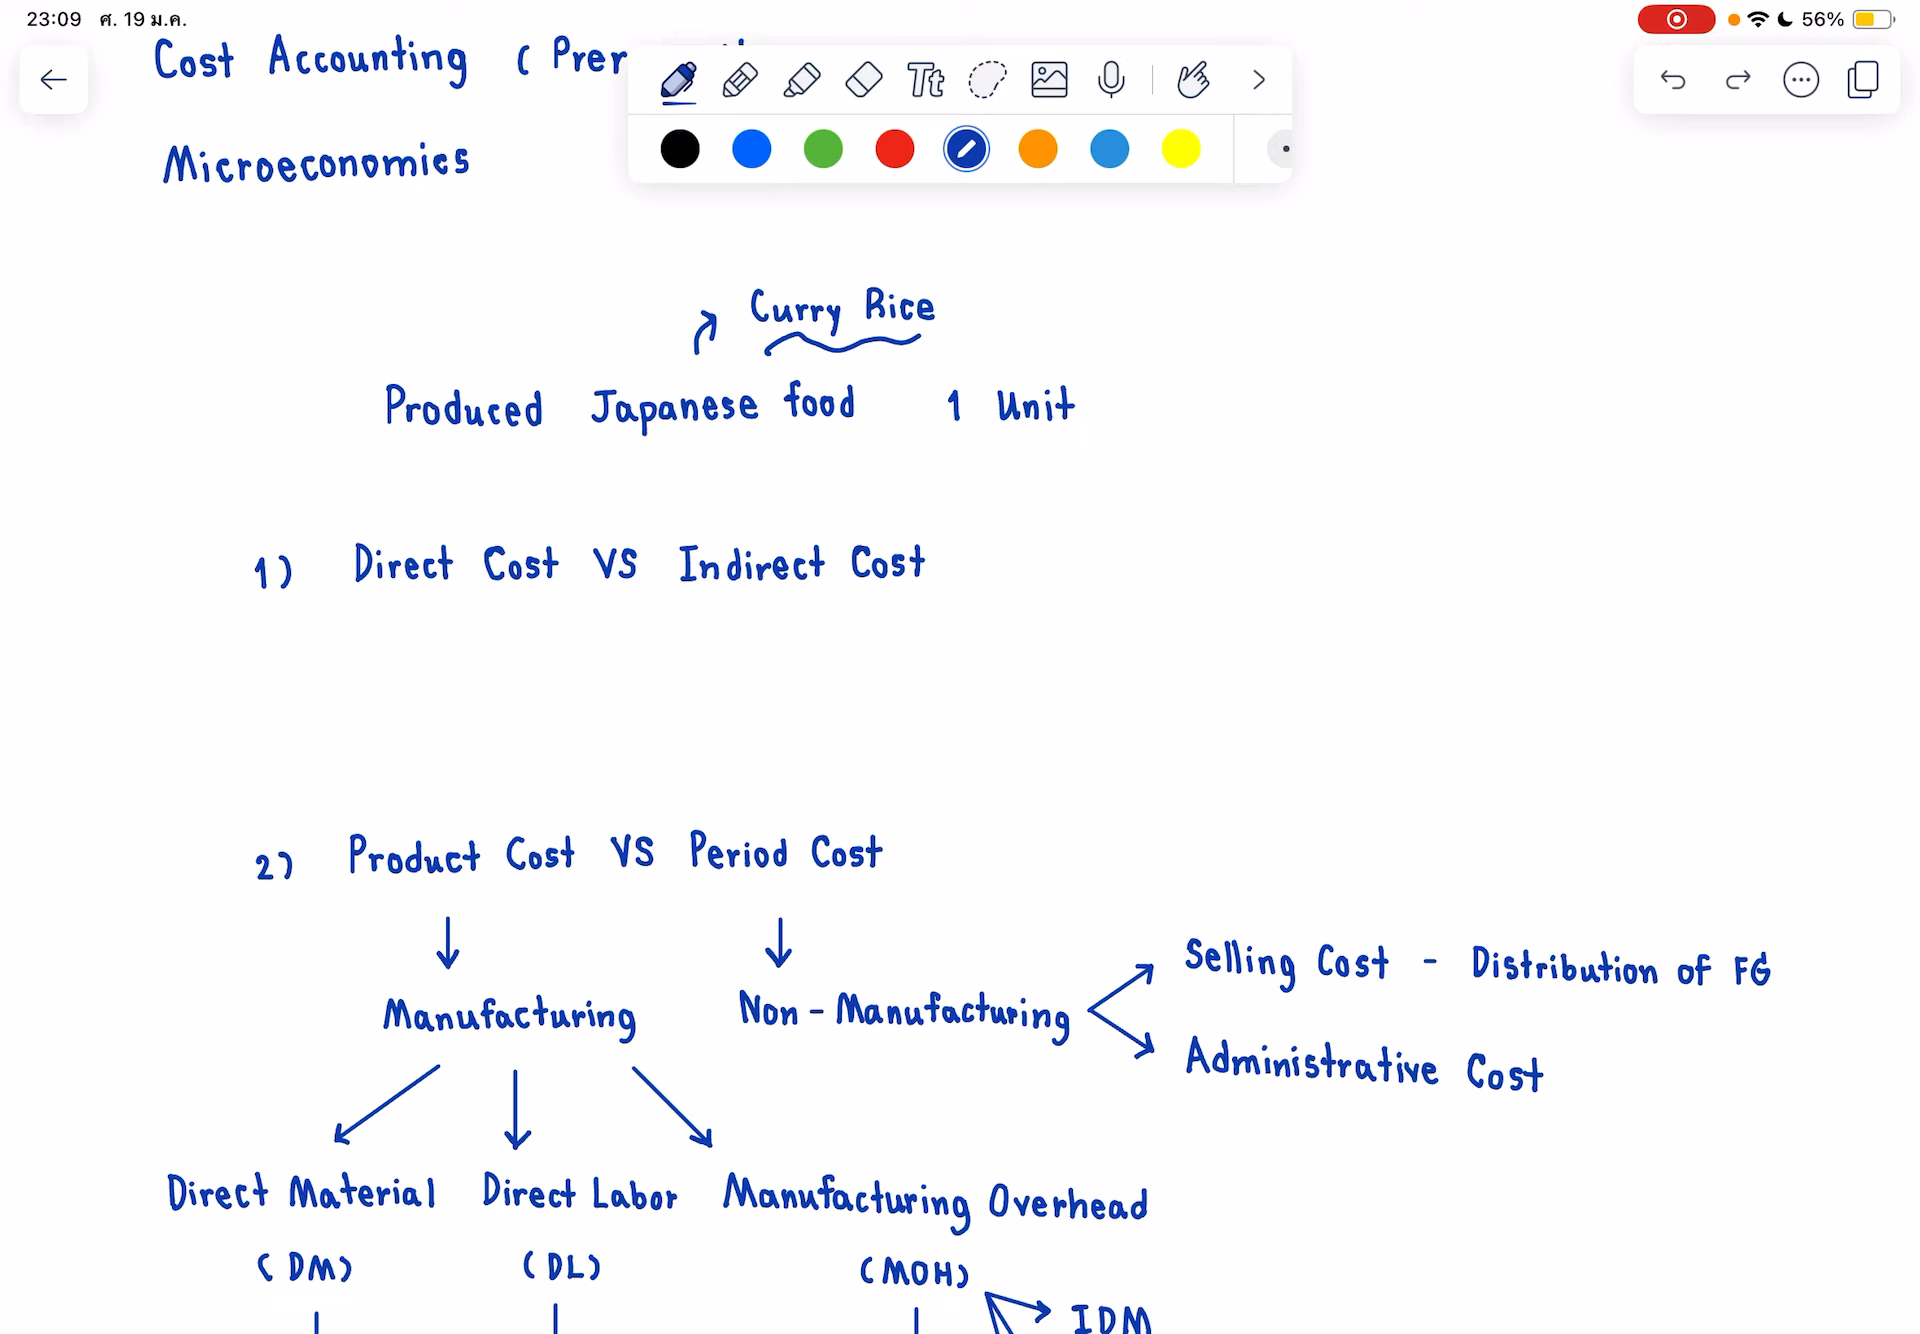 23:09 ศ. 19 ม.ค. 56%
Cost Accounting
Microeconomics
Tt
Curry Rice
Produced Japanese food 1 Unit
1) Direct Cost VS Indirect Cost
2) Product Cost VS Period Cost
Manufacturing Non-Manufacturing
Selling Cost - Distribution of FG
Administrative Cost
Direct Material Direct Labor Manufacturing Overhead
(DM) (DL) (MOH)
IDM